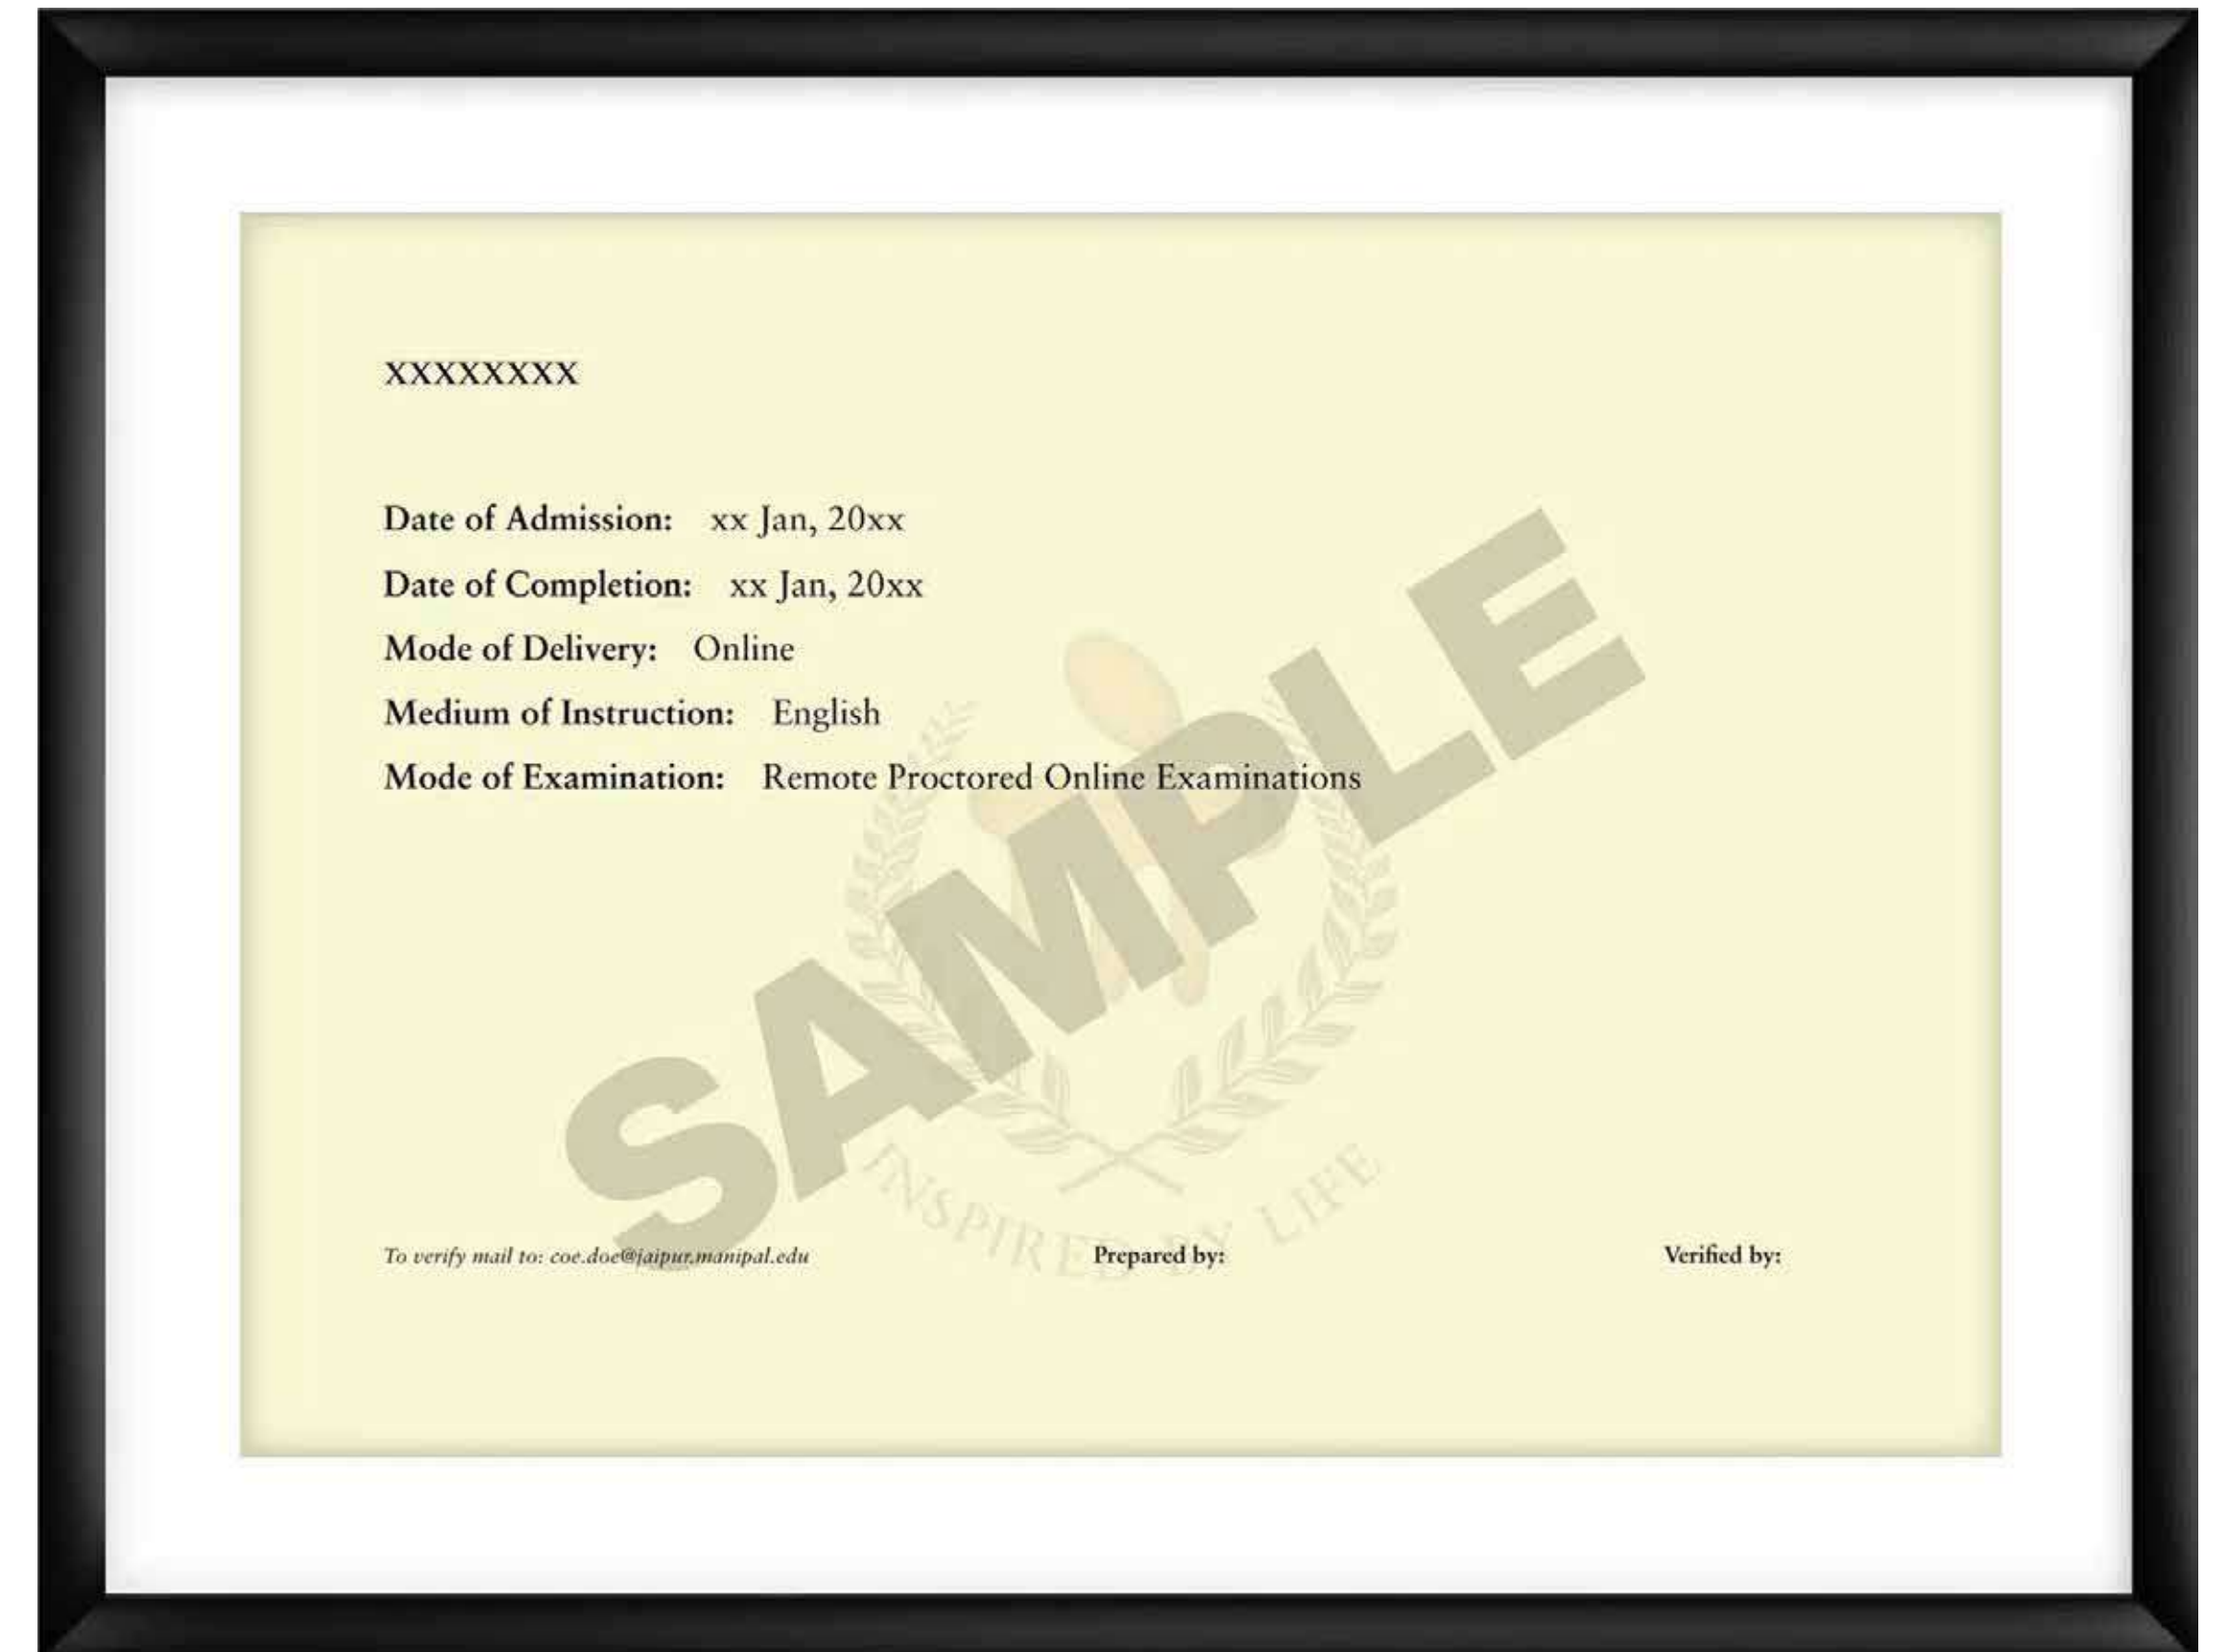 XXXXXXXX
Date of Admission: xx Jan, 20xx
Date of Completion: xx Jan, 20xx
Mode of Delivery: Online
Medium of Instruction: English
Mode of Examination: Remote Proctored Online Examinations
SAMPLE
INSPIRED BY LIFE
To verify mail to: coe.doe@jaipur.manipal.edu Prepared by: Verified by: